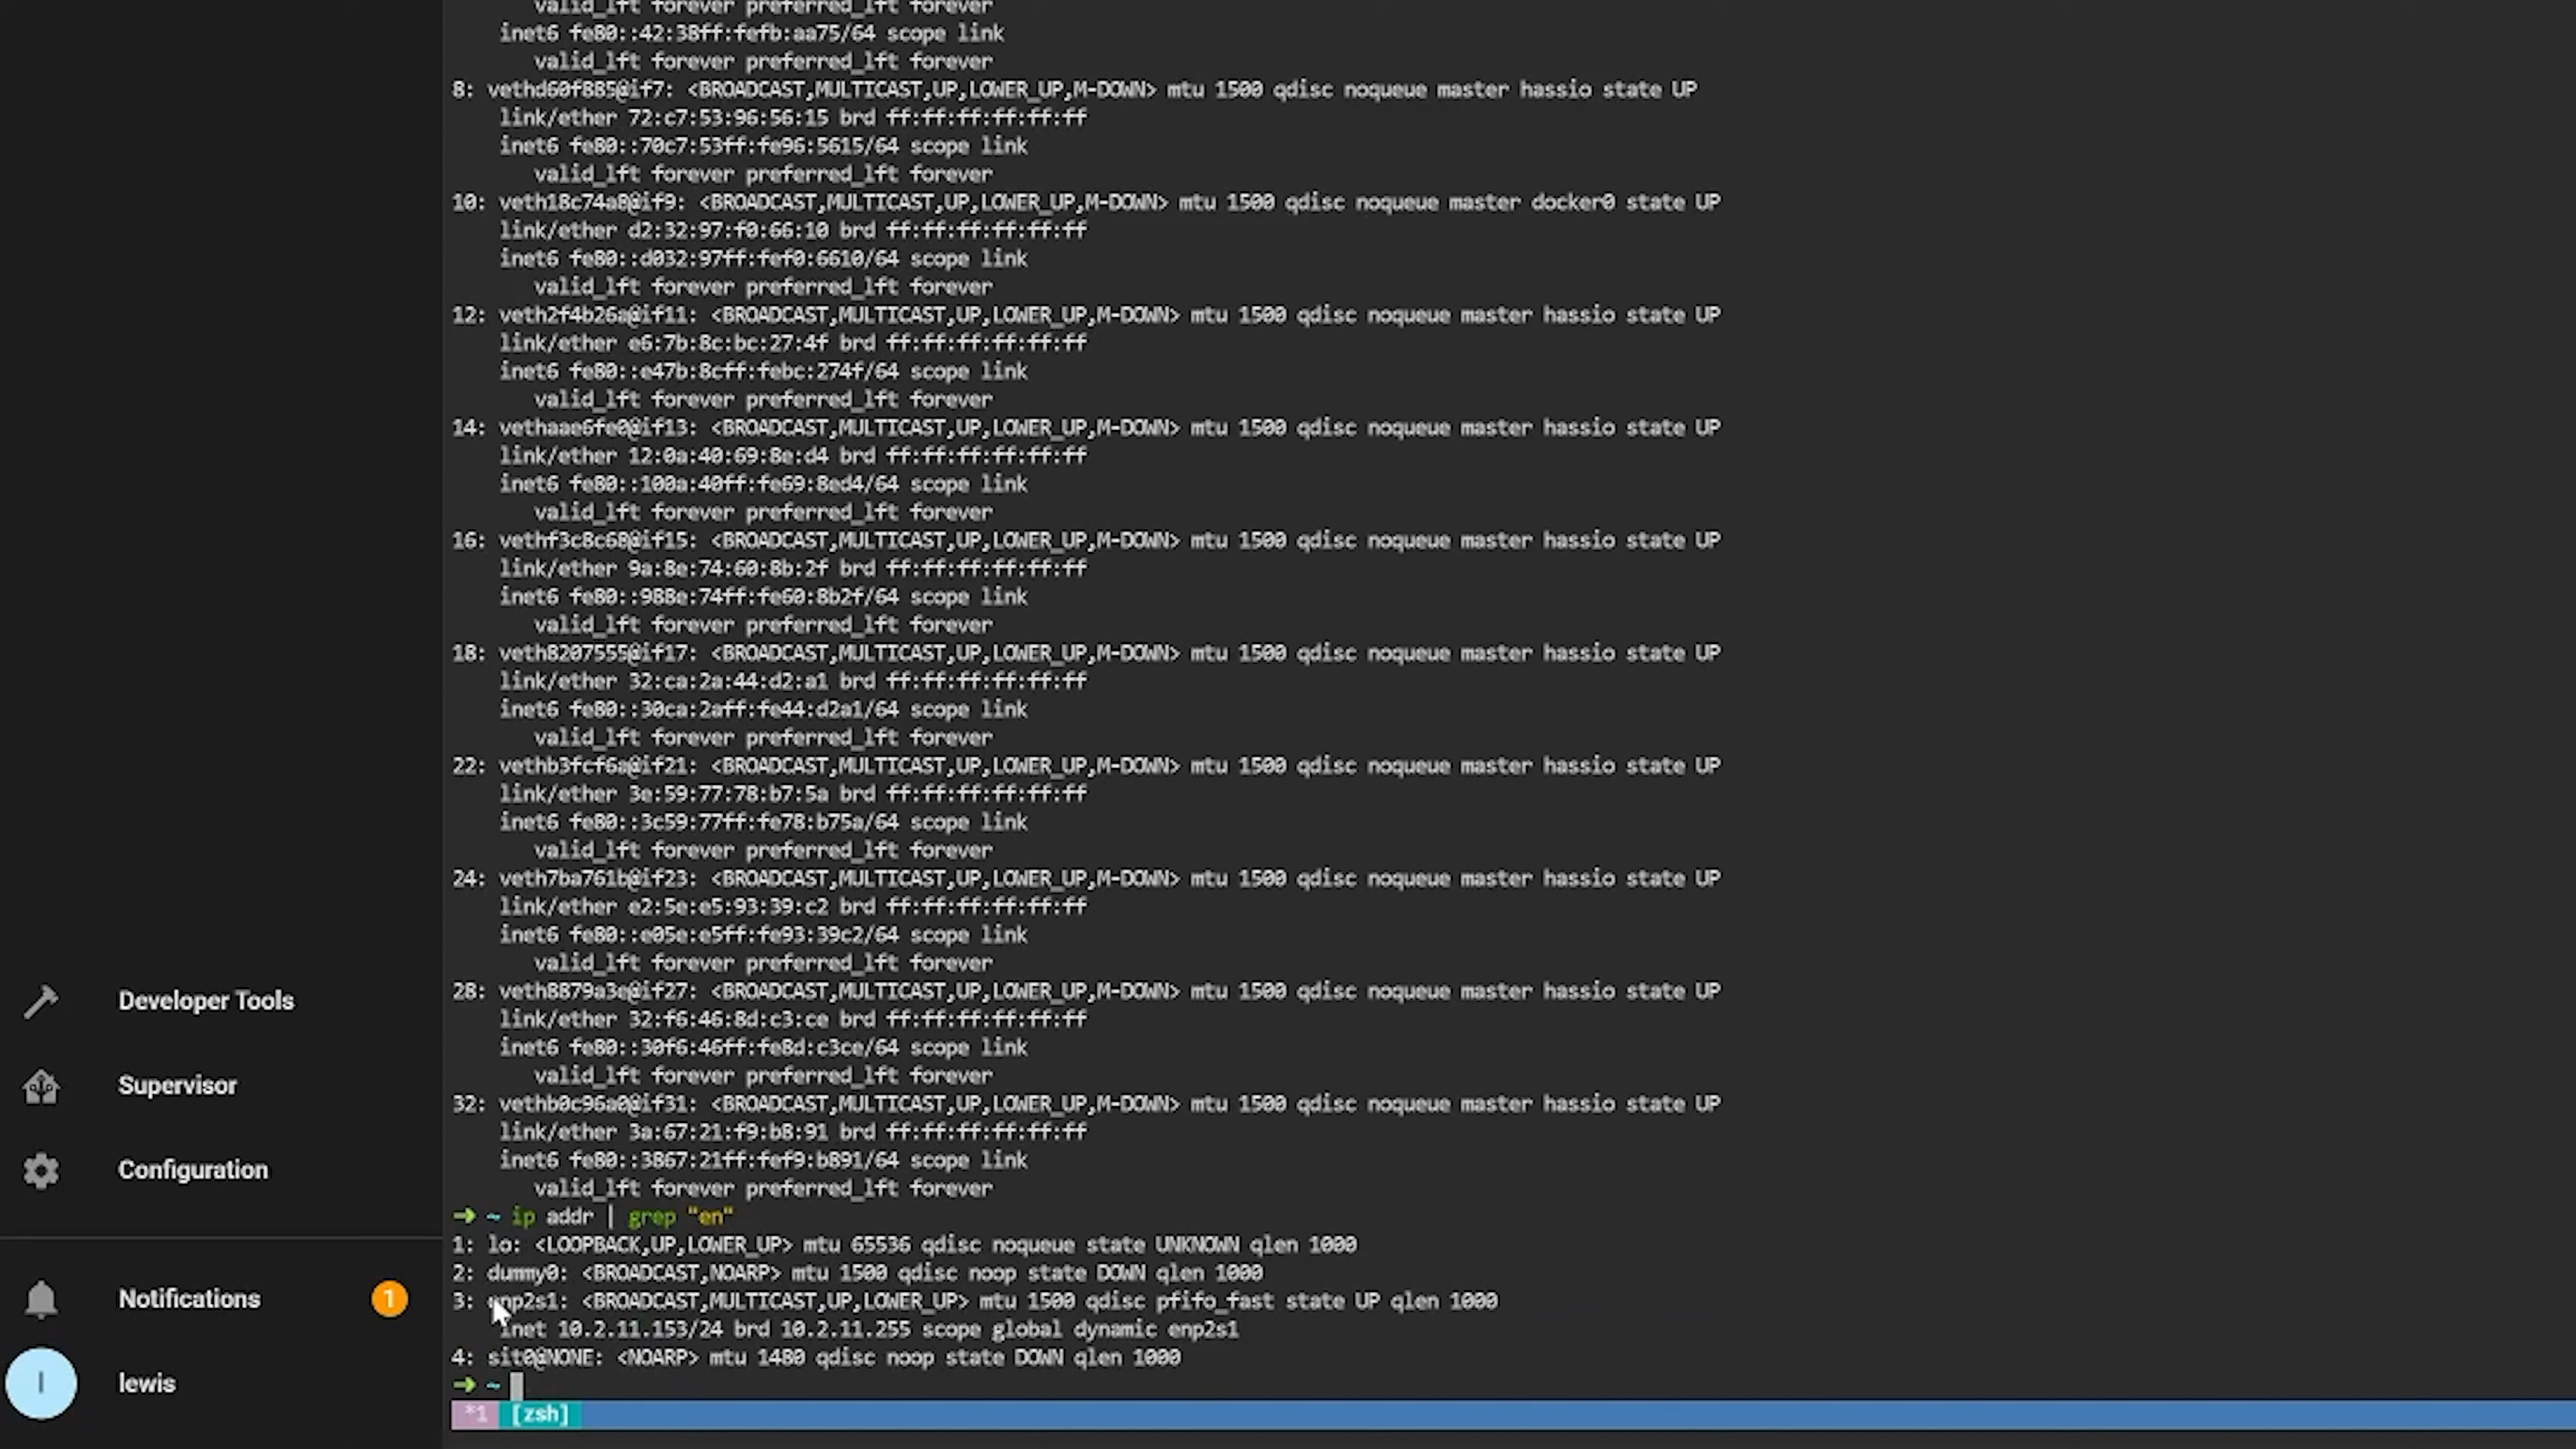 valid_lft forever preferred_lft forever
inet6 fe80::42:38ff:fefb:aa75/64 scope link
valid_lft forever preferred_lft forever
8: vethd60f885@if7: <BROADCAST,MULTICAST,UP,LOWER_UP,M-DOWN> mtu 1500 qdisc noqueue master hassio state UP
link/ether 72:c7:53:96:56:15 brd ff:ff:ff:ff:ff:ff
inet6 fe80::70c7:53ff:fe96:5615/64 scope link
valid_lft forever preferred_lft forever
10: veth18c74a8@if9: <BROADCAST,MULTICAST,UP,LOWER_UP,M-DOWN> mtu 1500 qdisc noqueue master docker0 state UP
link/ether d2:32:97:f0:66:10 brd ff:ff:ff:ff:ff:ff
inet6 fe80::d032:97ff:fef0:6610/64 scope link
valid_lft forever preferred_lft forever
12: veth2f4b26a@if11: <BROADCAST,MULTICAST,UP,LOWER_UP,M-DOWN> mtu 1500 qdisc noqueue master hassio state UP
link/ether e6:7b:8c:bc:27:4f brd ff:ff:ff:ff:ff:ff
inet6 fe80::e47b:8cff:febc:274f/64 scope link
valid_lft forever preferred_lft forever
14: vethaae6fe0@if13: <BROADCAST,MULTICAST,UP,LOWER_UP,M-DOWN> mtu 1500 qdisc noqueue master hassio state UP
link/ether 12:0a:40:69:8e:d4 brd ff:ff:ff:ff:ff:ff
inet6 fe80::100a:40ff:fe69:8ed4/64 scope link
valid_lft forever preferred_lft forever
16: vethf3c8c68@if15: <BROADCAST,MULTICAST,UP,LOWER_UP,M-DOWN> mtu 1500 qdisc noqueue master hassio state UP
link/ether 9a:8e:74:60:8b:2f brd ff:ff:ff:ff:ff:ff
inet6 fe80::988e:74ff:fe60:8b2f/64 scope link
valid_lft forever preferred_lft forever
18: veth8207555@if17: <BROADCAST,MULTICAST,UP,LOWER_UP,M-DOWN> mtu 1500 qdisc noqueue master hassio state UP
link/ether 32:ca:2a:44:d2:a1 brd ff:ff:ff:ff:ff:ff
inet6 fe80::30ca:2aff:fe44:d2a1/64 scope link
valid_lft forever preferred_lft forever
22: vethb3fcf6a@if21: <BROADCAST,MULTICAST,UP,LOWER_UP,M-DOWN> mtu 1500 qdisc noqueue master hassio state UP
link/ether 3e:59:77:78:b7:5a brd ff:ff:ff:ff:ff:ff
inet6 fe80::3c59:77ff:fe78:b75a/64 scope link
valid_lft forever preferred_lft forever
24: veth7ba761b@if23: <BROADCAST,MULTICAST,UP,LOWER_UP,M-DOWN> mtu 1500 qdisc noqueue master hassio state UP
link/ether e2:5e:e5:93:39:c2 brd ff:ff:ff:ff:ff:ff
inet6 fe80::e05e:e5ff:fe93:39c2/64 scope link
valid_lft forever preferred_lft forever
28: veth8879a3e@if27: <BROADCAST,MULTICAST,UP,LOWER_UP,M-DOWN> mtu 1500 qdisc noqueue master hassio state UP
link/ether 32:f6:46:8d:c3:ce brd ff:ff:ff:ff:ff:ff
inet6 fe80::30f6:46ff:fe8d:c3ce/64 scope link
valid_lft forever preferred_lft forever
32: vethb0c96a0@if31: <BROADCAST,MULTICAST,UP,LOWER_UP,M-DOWN> mtu 1500 qdisc noqueue master hassio state UP
link/ether 3a:67:21:f9:b8:91 brd ff:ff:ff:ff:ff:ff
inet6 fe80::3867:21ff:fef9:b891/64 scope link
valid_lft forever preferred_lft forever
➜ ~ ip addr | grep "en"
1: lo: <LOOPBACK,UP,LOWER_UP> mtu 65536 qdisc noqueue state UNKNOWN qlen 1000
2: dummy0: <BROADCAST,NOARP> mtu 1500 qdisc noop state DOWN qlen 1000
3: enp2s1: <BROADCAST,MULTICAST,UP,LOWER_UP> mtu 1500 qdisc pfifo_fast state UP qlen 1000
inet 10.2.11.153/24 brd 10.2.11.255 scope global dynamic enp2s1
4: sit0@NONE: <NOARP> mtu 1480 qdisc noop state DOWN qlen 1000
➜ ~
*1 [zsh]
Developer Tools
Supervisor
Configuration
Notifications 1
l lewis